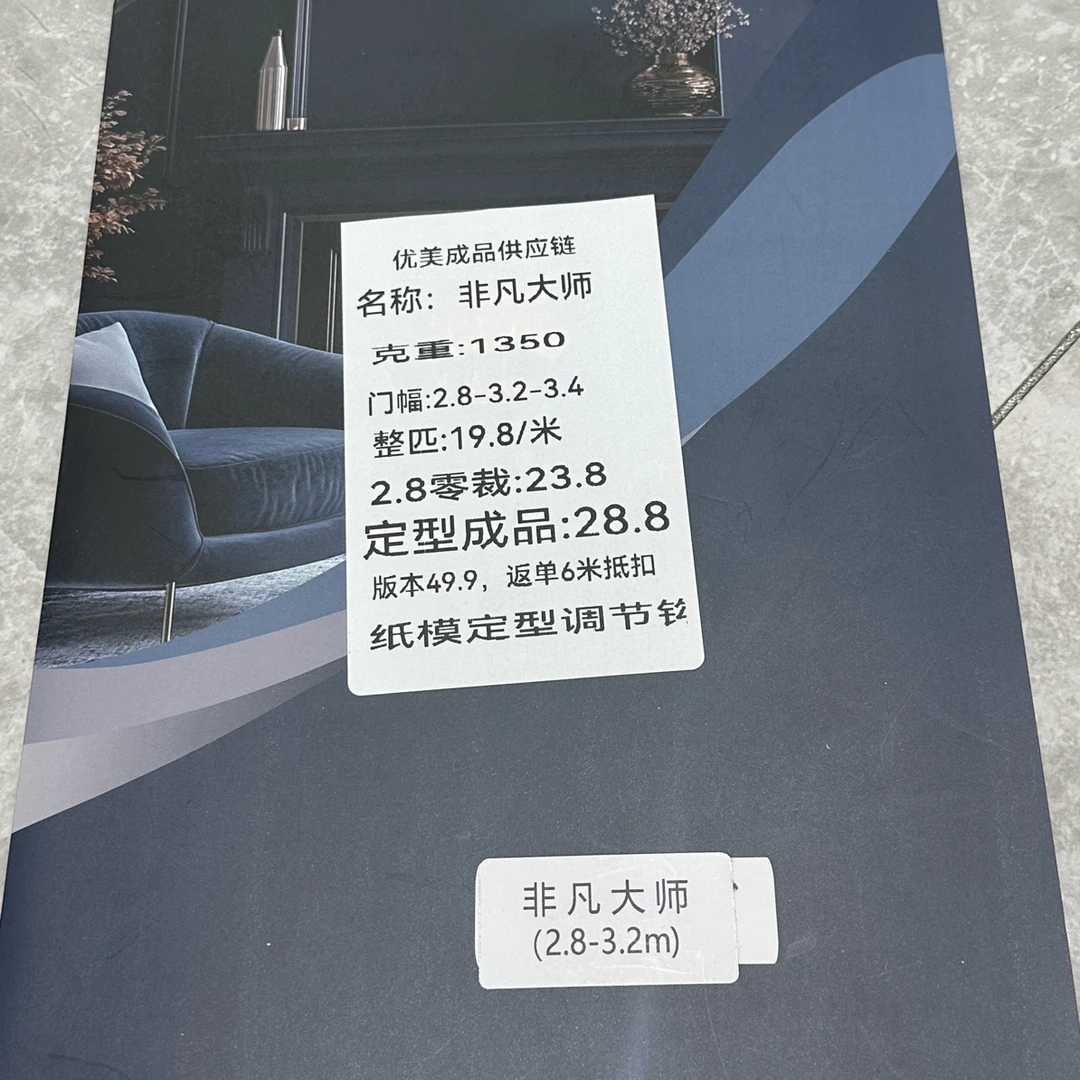 优美成品供应链
名称：非凡大师
克重:1350
门幅:2.8-3.2-3.4
整匹:19.8/米
2.8零裁:23.8
定型成品:28.8
版本49.9，返单6米抵扣
纸模定型调节
非凡大师
(2.8-3.2m)